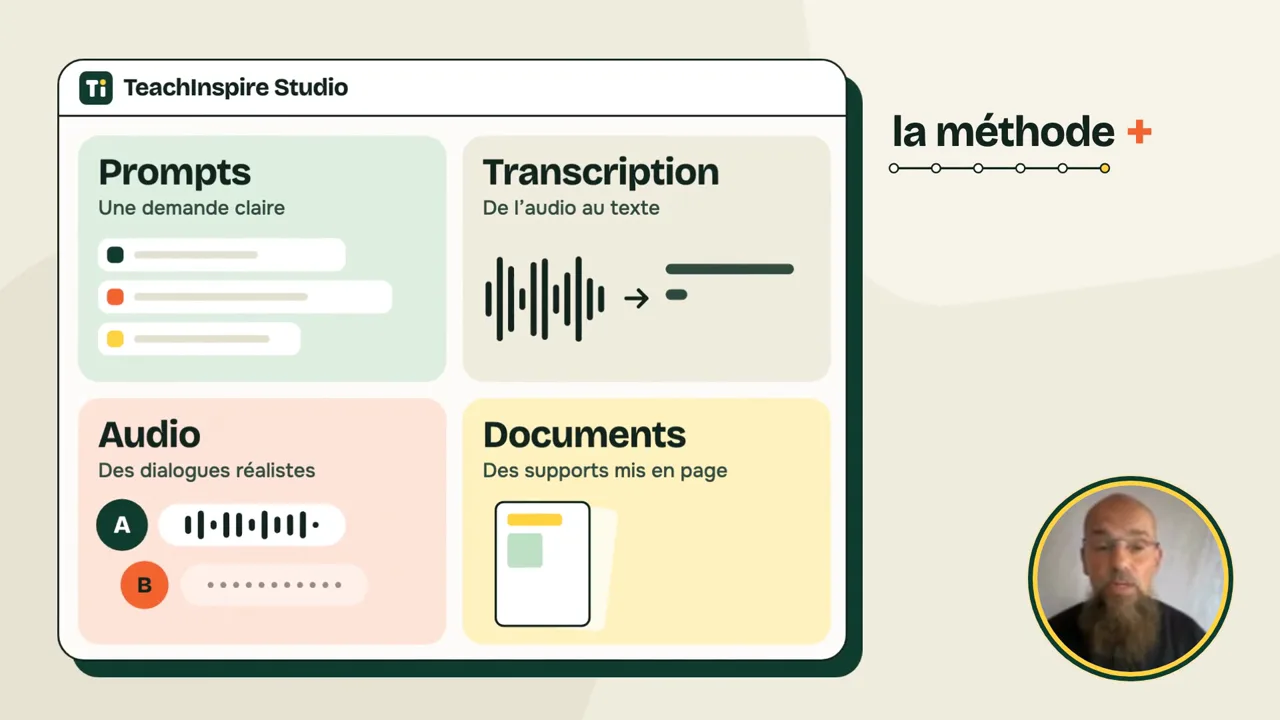 Ti TeachInspire Studio
la méthode +
Prompts
Une demande claire
Transcription
De l’audio au texte
Audio
Des dialogues réalistes
A
B
Documents
Des supports mis en page